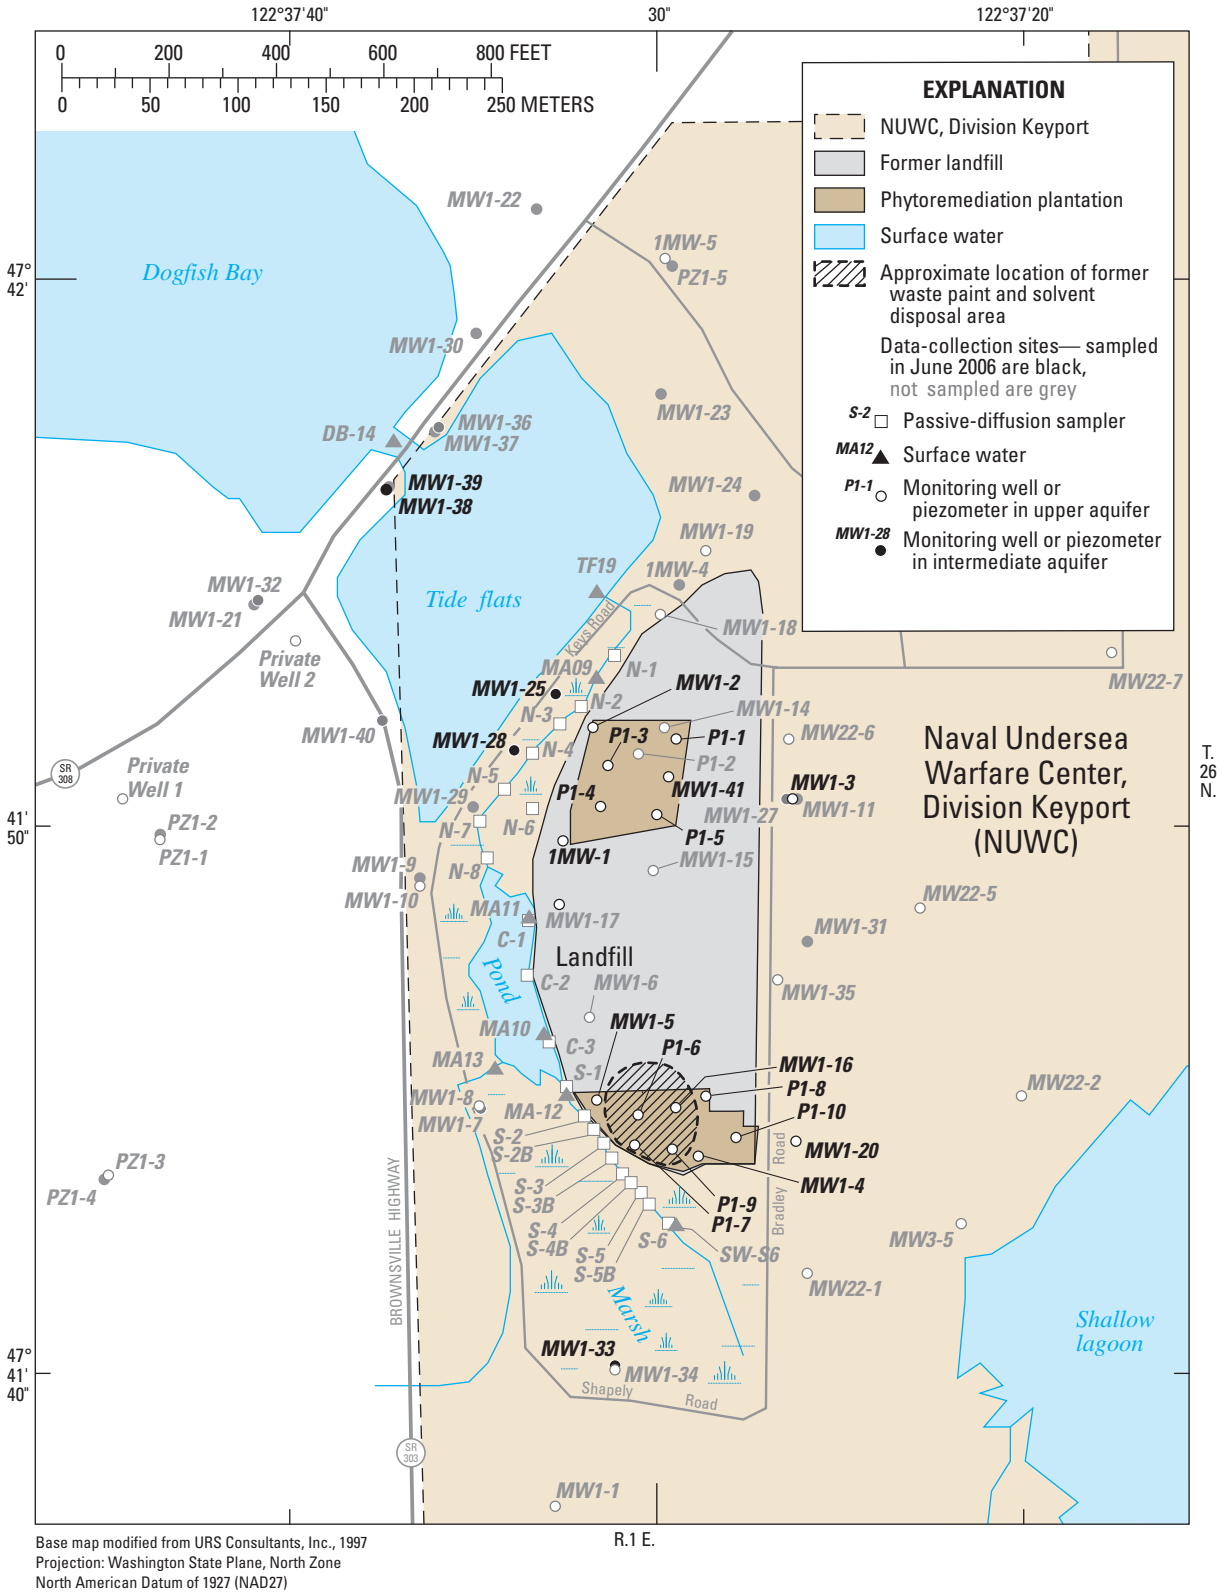 122°37'40"
30"
122°37'20"
0 200 400 600 800 FEET
0 50 100 150 200 250 METERS
EXPLANATION
NUWC, Division Keyport
Former landfill
Phytoremediation plantation
Surface water
Approximate location of former
waste paint and solvent
disposal area
Data-collection sites— sampled
in June 2006 are black,
not sampled are grey
S-2 Passive-diffusion sampler
MA12 Surface water
P1-1 Monitoring well or
piezometer in upper aquifer
MW1-28 Monitoring well or piezometer
in intermediate aquifer
MW1-22
1MW-5
PZ1-5
47°
42'
Dogfish Bay
MW1-30
MW1-23
MW1-36
DB-14
MW1-37
MW1-39
MW1-38
MW1-24
MW1-19
TF19
1MW-4
MW1-32
MW1-21
Tide flats
Keys Road
MW1-18
Private
Well 2
MA09
N-1
MW22-7
MW1-25
MW1-2
N-2
N-3
MW1-14
MW1-40
MW1-28
N-4
P1-3
P1-1
MW22-6
P1-2
Naval Undersea
Warfare Center,
Division Keyport
(NUWC)
T.
26
N.
SR
308
Private
Well 1
N-5
MW1-29
P1-4
MW1-41
MW1-3
MW1-27
MW1-11
41'
50"
PZ1-2
PZ1-1
N-7
N-6
P1-5
1MW-1
MW1-15
MW1-9
N-8
MW1-10
MW22-5
MA11
MW1-17
MW1-31
C-1
Landfill
Pond
C-2
MW1-6
MW1-35
MW1-5
MA10
C-3
P1-6
MA13
S-1
MW1-16
P1-8
MW22-2
MW1-8
MW1-7
MA-12
P1-10
S-2
S-2B
MW1-20
PZ1-3
PZ1-4
S-3
S-3B
MW1-4
BROWNSVILLE HIGHWAY
Bradley Road
S-4
S-4B
P1-9
P1-7
S-5
S-5B
S-6
SW-S6
MW3-5
MW22-1
Marsh
Shallow
lagoon
MW1-33
MW1-34
47°
41'
40"
Shapely Road
SR
303
MW1-1
R.1 E.
Base map modified from URS Consultants, Inc., 1997
Projection: Washington State Plane, North Zone
North American Datum of 1927 (NAD27)